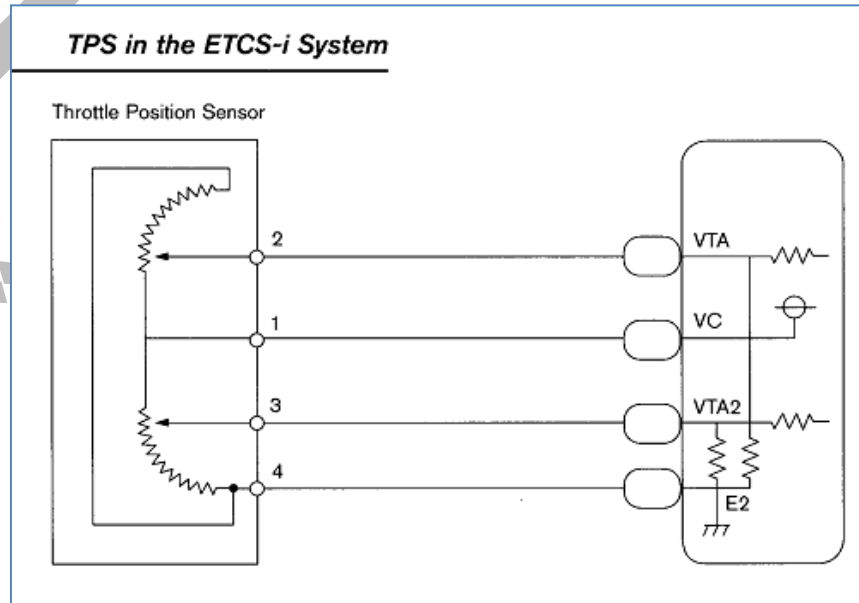 TPS in the ETCS-i System
Throttle Position Sensor
2
VTA
1
VC
3
VTA2
4
E2